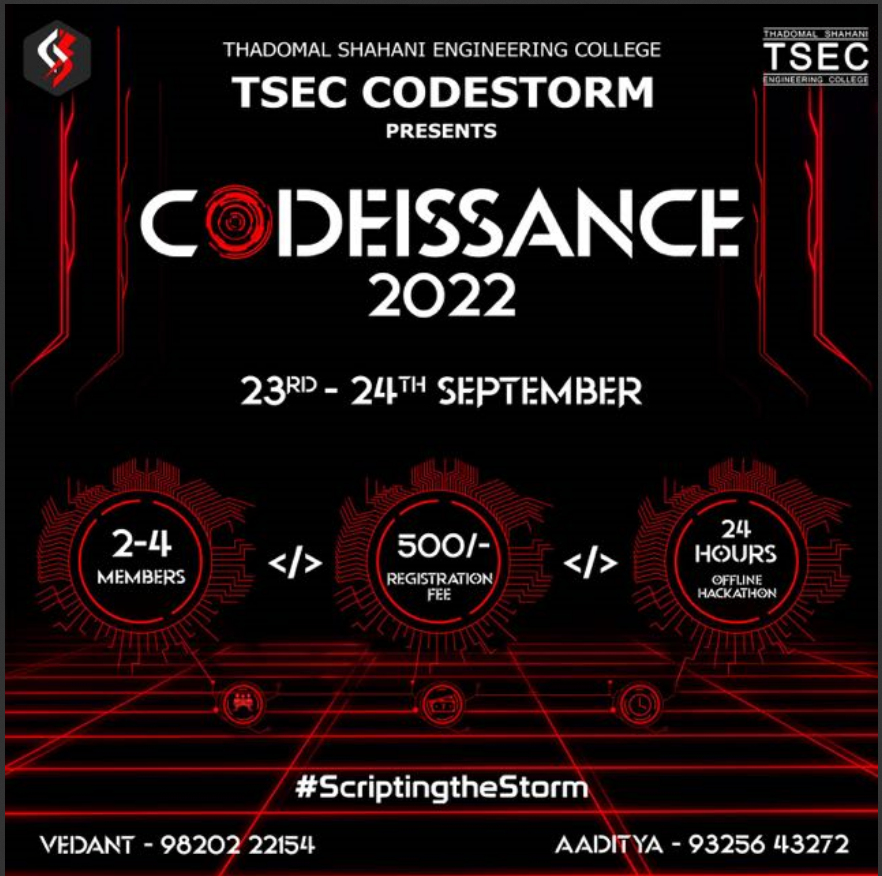 THADOMAL SHAHANI ENGINEERING COLLEGE
THADOMAL SHAHANI
TSEC
ENGINEERING COLLEGE
TSEC CODESTORM
PRESENTS
CODEISSANCE
2022
23RD - 24TH SEPTEMBER
2-4
MEMBERS
</>
500/-
REGISTRATION
FEE
</>
24
HOURS
OFFLINE
HACKATHON
#ScriptingtheStorm
VEDANT - 98202 22154
AADITYA - 93256 43272